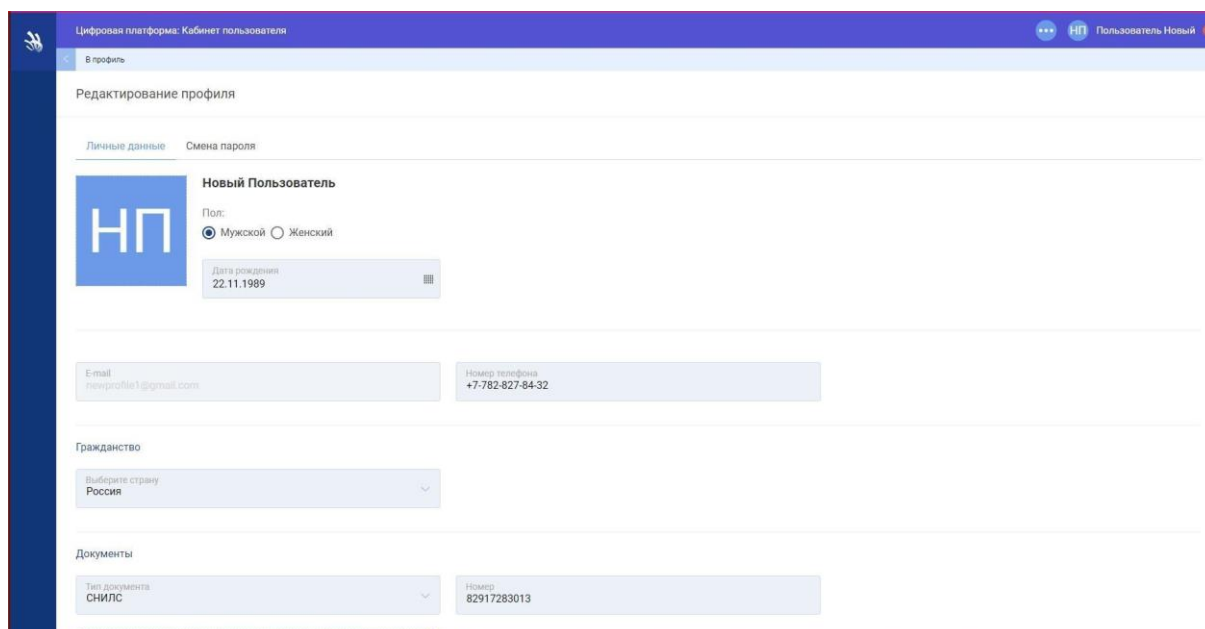 Цифровая платформа: Кабинет пользователя
••• НП Пользователь Новый
В профиль
Редактирование профиля
Личные данные Смена пароля
НП
Новый Пользователь
Пол:
Мужской Женский
Дата рождения
22.11.1989
E-mail
newprofile1@gmail.com
Номер телефона
+7-782-827-84-32
Гражданство
Выберите страну
Россия
Документы
Тип документа
СНИЛС
Номер
82917283013